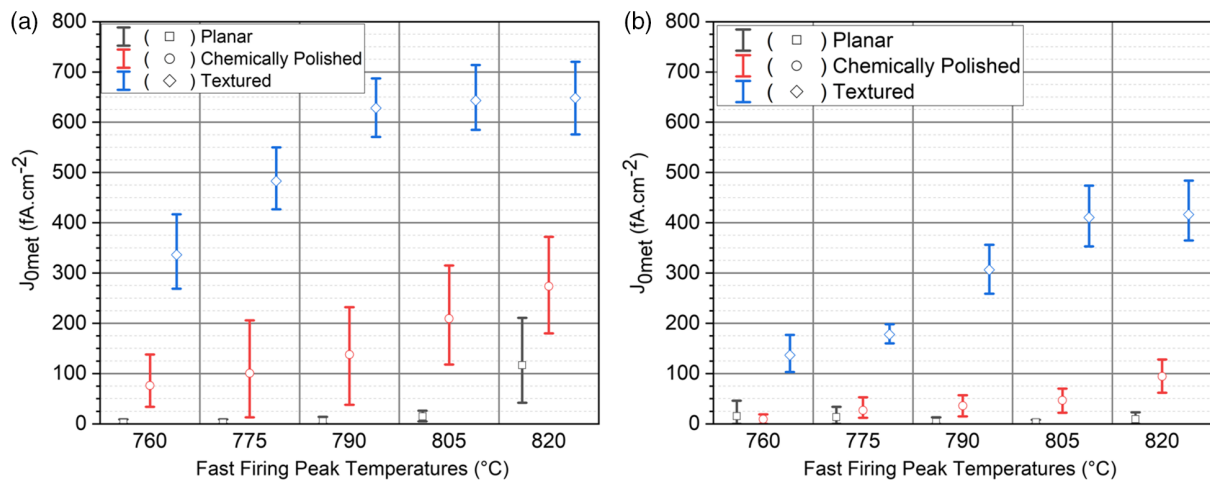 (a)
800
700
600
500
400
300
200
100
0
J0met (fA.cm-2)
( ) Planar
( ) Chemically Polished
( ) Textured
760 775 790 805 820
Fast Firing Peak Temperatures (°C)
(b)
800
700
600
500
400
300
200
100
0
J0met (fA.cm-2)
( ) Planar
( ) Chemically Polished
( ) Textured
760 775 790 805 820
Fast Firing Peak Temperatures (°C)